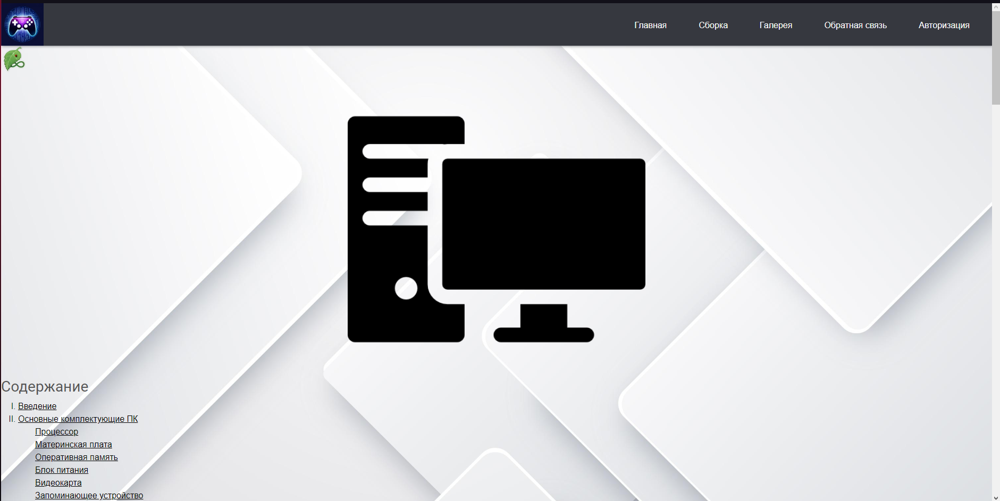 Главная Сборка Галерея Обратная связь Авторизация
Содержание
I. Введение
II. Основные комплектующие ПК
Процессор
Материнская плата
Оперативная память
Блок питания
Видеокарта
Запоминающее устройство